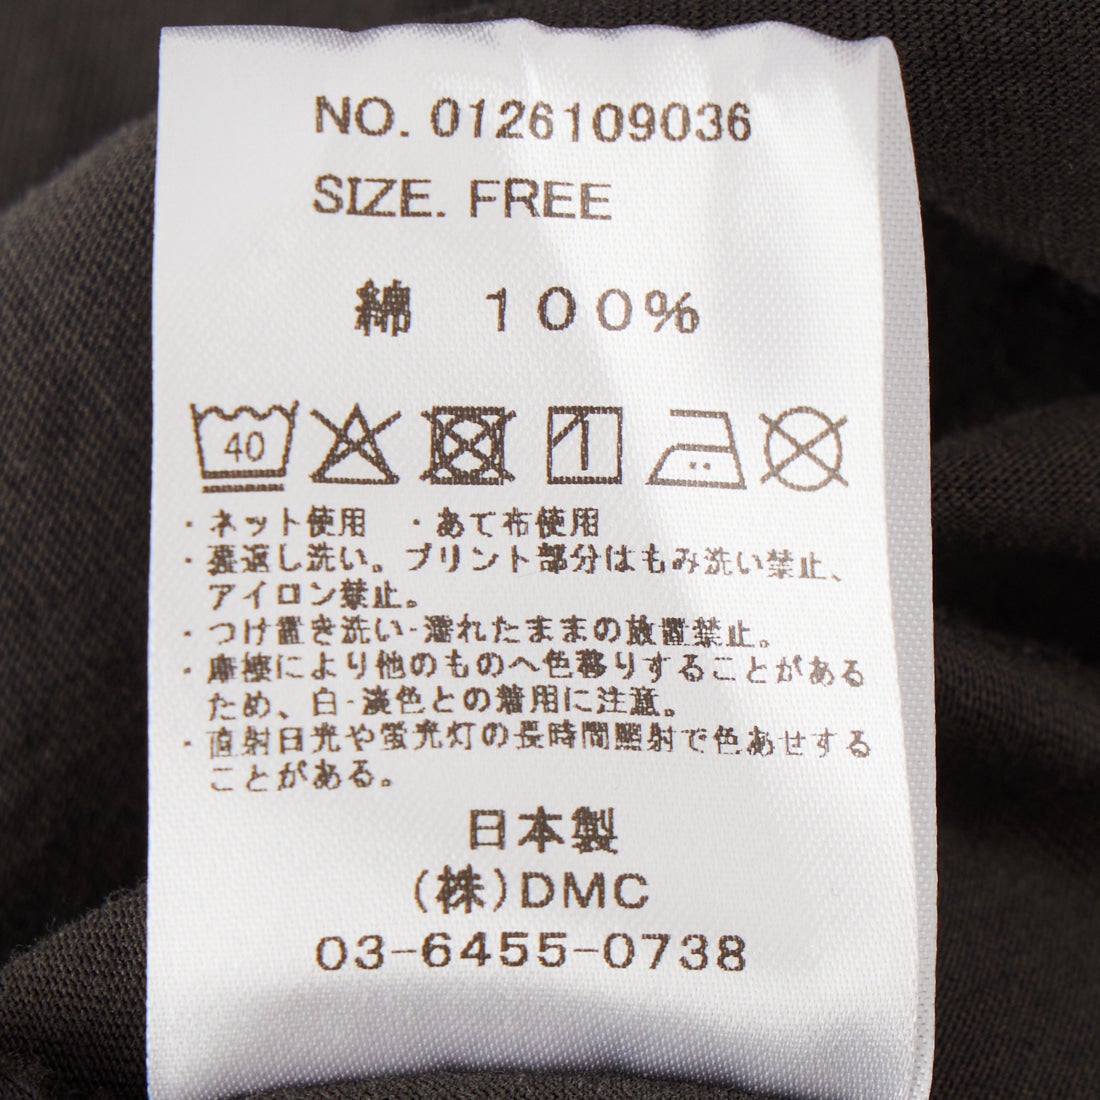 NO. 0126109036
SIZE. FREE
綿 100%
40
・ネット使用 ・あて布使用
・裏返し洗い。プリント部分はもみ洗い禁止、
アイロン禁止。
・つけ置き洗い・濡れたままの放置禁止。
・摩擦により他のものへ色移りすることがある
ため、白・淡色との着用に注意。
・直射日光や蛍光灯の長時間照射で色あせする
ことがある。
日本製
(株)DMC
03-6455-0738